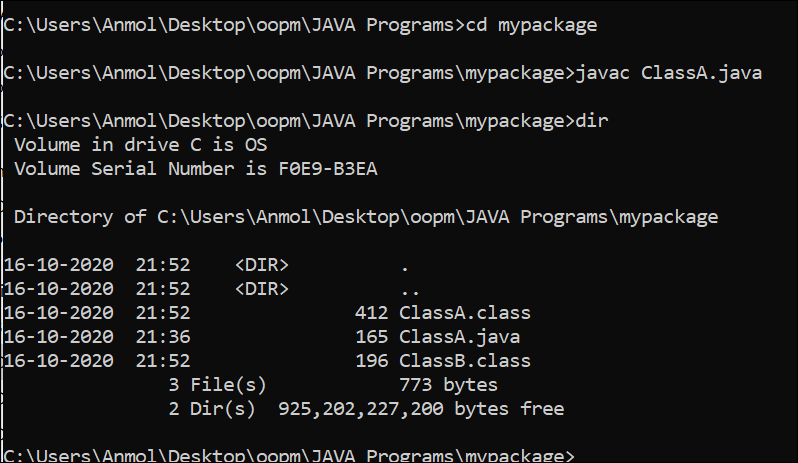 C:\Users\Anmol\Desktop\oopm\JAVA Programs>cd mypackage
C:\Users\Anmol\Desktop\oopm\JAVA Programs\mypackage>javac ClassA.java
C:\Users\Anmol\Desktop\oopm\JAVA Programs\mypackage>dir
 Volume in drive C is OS
 Volume Serial Number is F0E9-B3EA
 Directory of C:\Users\Anmol\Desktop\oopm\JAVA Programs\mypackage
16-10-2020  21:52    <DIR>          .
16-10-2020  21:52    <DIR>          ..
16-10-2020  21:52               412 ClassA.class
16-10-2020  21:36               165 ClassA.java
16-10-2020  21:52               196 ClassB.class
               3 File(s)            773 bytes
               2 Dir(s)  925,202,227,200 bytes free
C:\Users\Anmol\Desktop\oopm\JAVA Programs\mypackage>